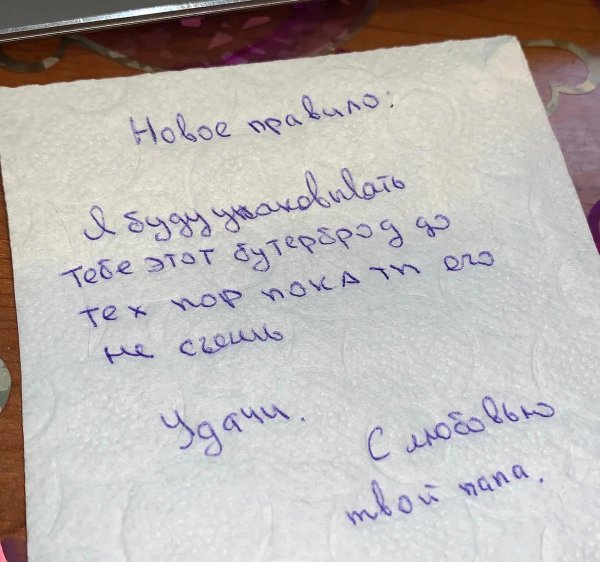 Новое правило:
Я буду упаковывать
тебе этот бутерброд до
тех пор пока ты его
не съешь
Удачи.
С любовью
твой папа.